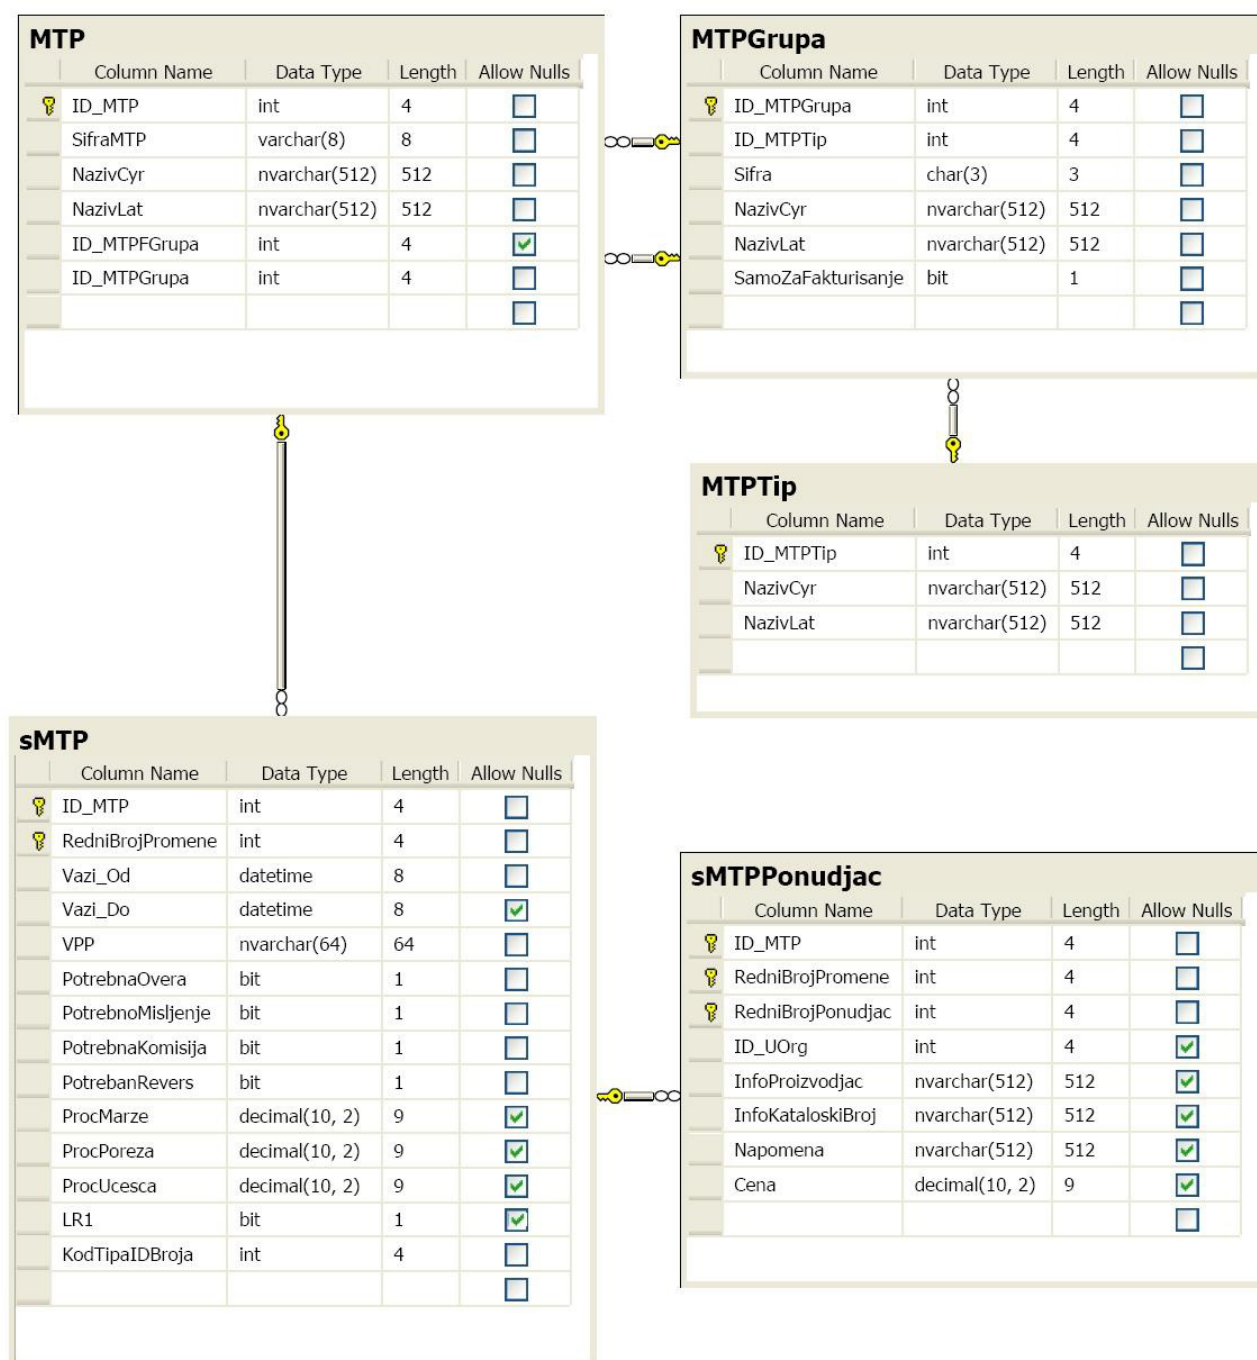 MTP
Column Name Data Type Length Allow Nulls
ID_MTP int 4
SifraMTP varchar(8) 8
NazivCyr nvarchar(512) 512
NazivLat nvarchar(512) 512
ID_MTPFGrupa int 4
ID_MTPGrupa int 4
MTPGrupa
Column Name Data Type Length Allow Nulls
ID_MTPGrupa int 4
ID_MTPTip int 4
Sifra char(3) 3
NazivCyr nvarchar(512) 512
NazivLat nvarchar(512) 512
SamoZaFakturisanje bit 1
MTPTip
Column Name Data Type Length Allow Nulls
ID_MTPTip int 4
NazivCyr nvarchar(512) 512
NazivLat nvarchar(512) 512
sMTP
Column Name Data Type Length Allow Nulls
ID_MTP int 4
RedniBrojPromene int 4
Vazi_Od datetime 8
Vazi_Do datetime 8
VPP nvarchar(64) 64
PotrebnaOvera bit 1
PotrebnoMisljenje bit 1
PotrebnaKomisija bit 1
PotrebanRevers bit 1
ProcMarze decimal(10, 2) 9
ProcPoreza decimal(10, 2) 9
ProcUcesca decimal(10, 2) 9
LR1 bit 1
KodTipaIDBroja int 4
sMTPPonudjac
Column Name Data Type Length Allow Nulls
ID_MTP int 4
RedniBrojPromene int 4
RedniBrojPonudjac int 4
ID_UOrg int 4
InfoProizvodjac nvarchar(512) 512
InfoKataloskiBroj nvarchar(512) 512
Napomena nvarchar(512) 512
Cena decimal(10, 2) 9